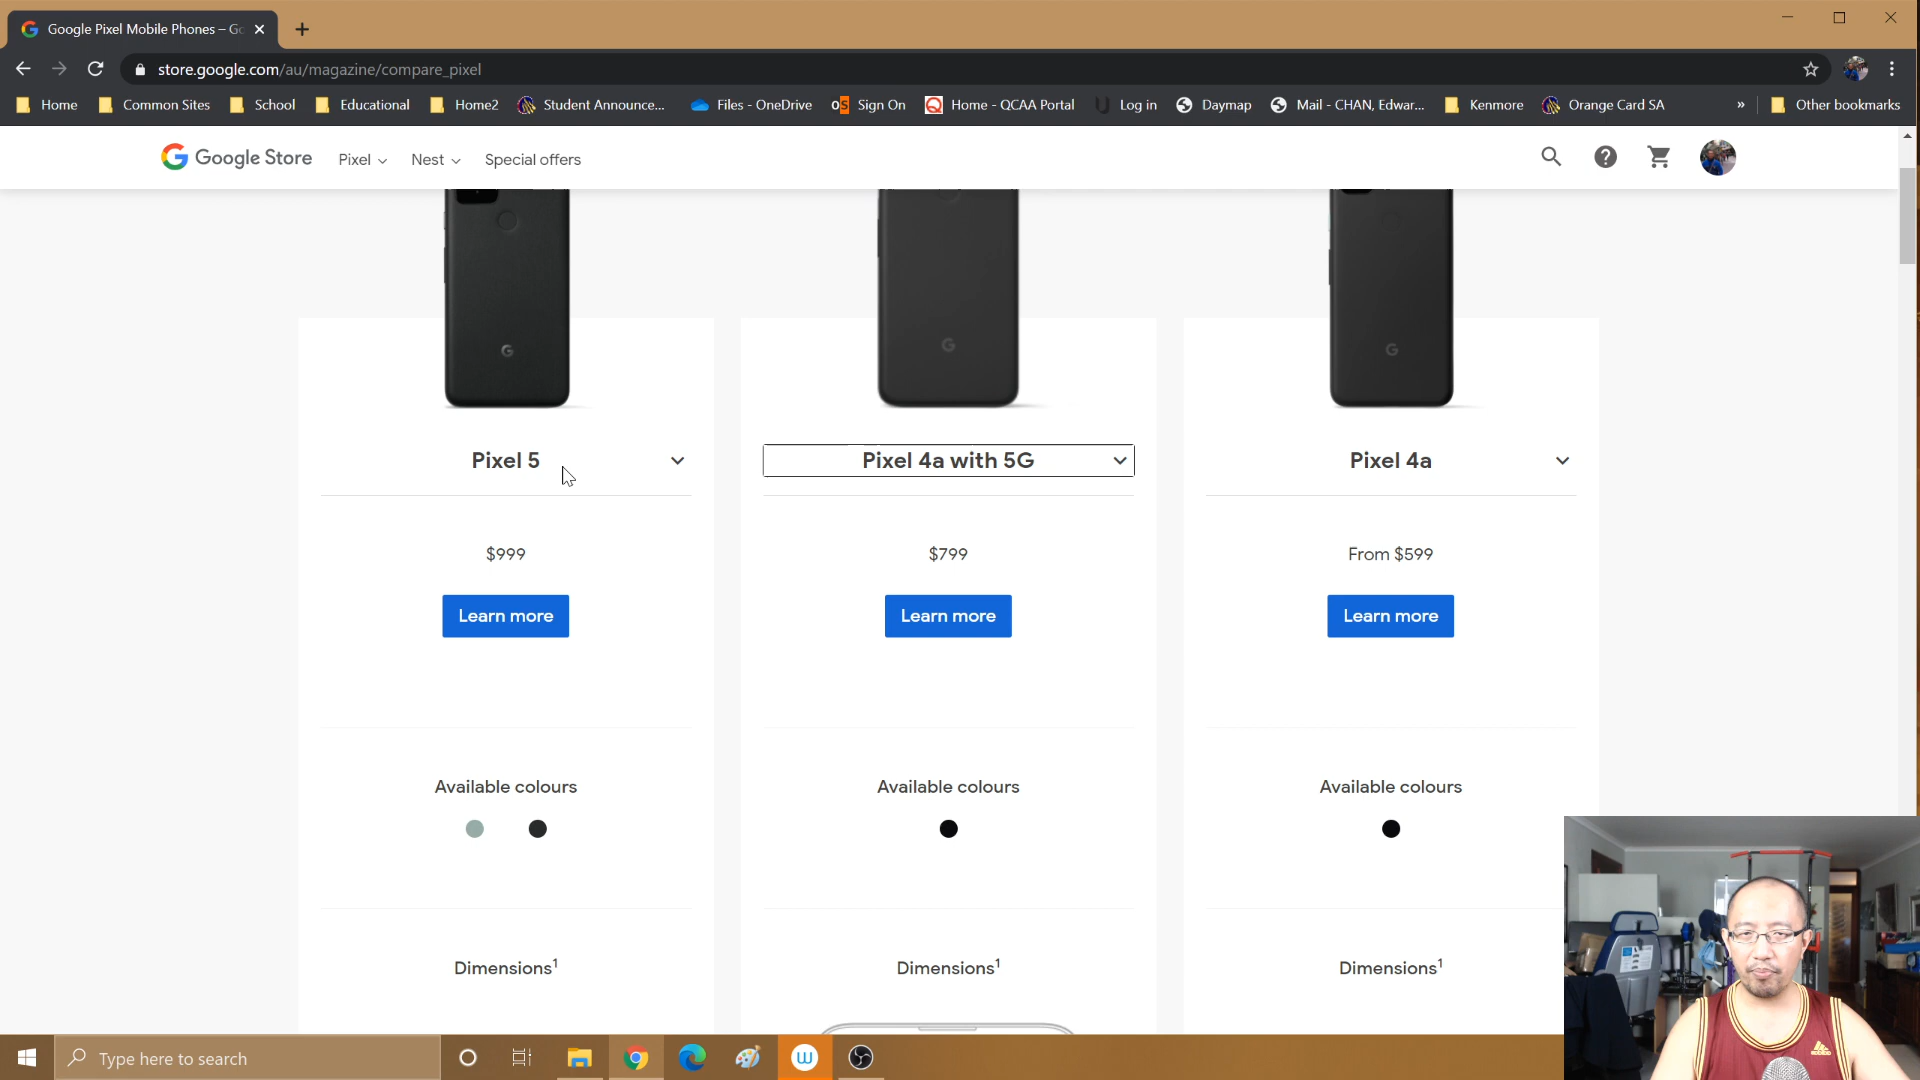 Google Pixel Mobile Phones – Go
store.google.com/au/magazine/compare_pixel
Home
Common Sites
School
Educational
Home2
Student Announce...
Files - OneDrive
Sign On
Home - QCAA Portal
Log in
Daymap
Mail - CHAN, Edwar...
Kenmore
Orange Card SA
»
Other bookmarks
Google Store
Pixel
Nest
Special offers
Pixel 5
Pixel 4a with 5G
Pixel 4a
$999
$799
From $599
Learn more
Learn more
Learn more
Available colours
Available colours
Available colours
Dimensions¹
Dimensions¹
Dimensions¹
Type here to search